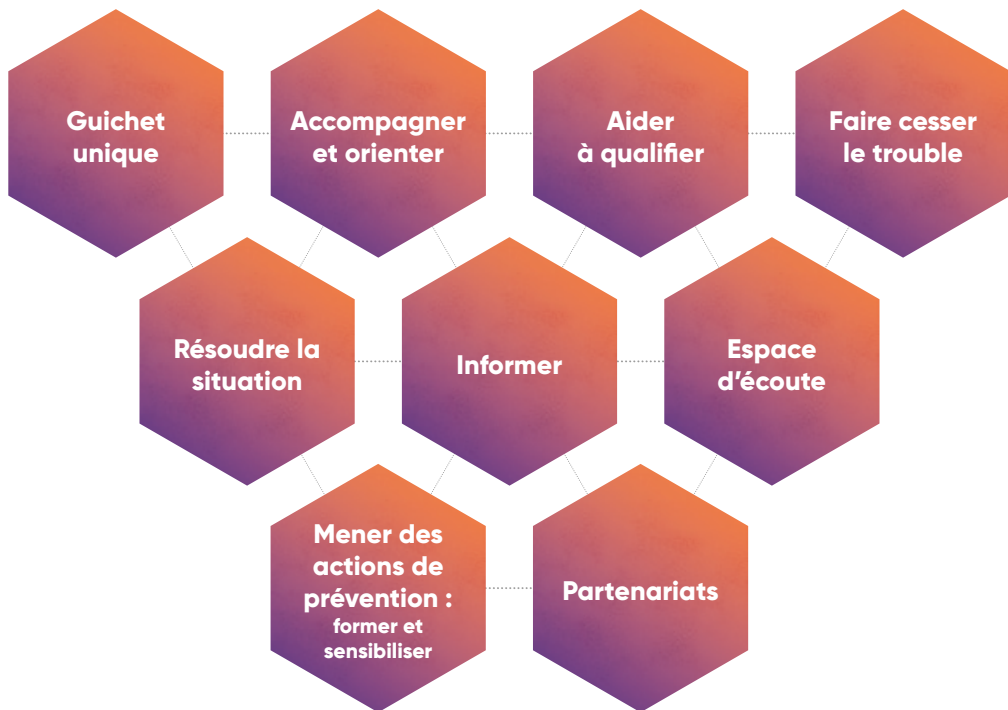 Guichet
unique
Accompagner
et orienter
Aider
à qualifier
Faire cesser
le trouble
Résoudre la
situation
Informer
Espace
d’écoute
Mener des
actions de
prévention :
former et
sensibiliser
Partenariats